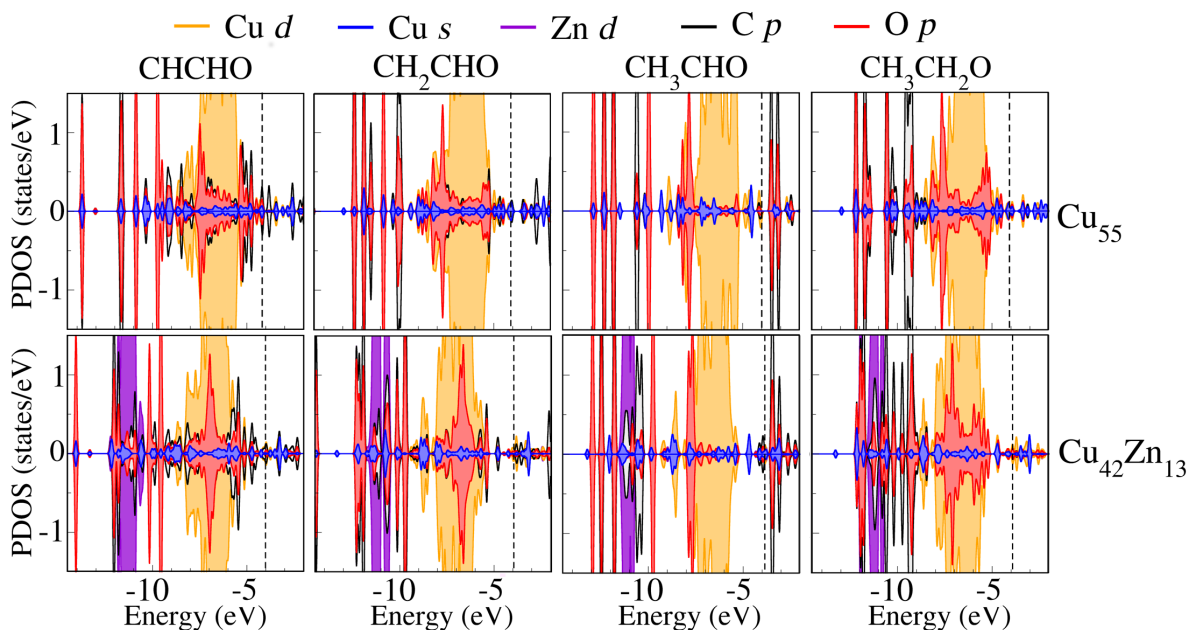 Cu d Cu s Zn d C p O p
CHCHO CH₂CHO CH₃CHO CH₃CH₂O
PDOS (states/eV)
1
0
-1
Cu₅₅
PDOS (states/eV)
1
0
-1
Cu₄₂Zn₁₃
-10 -5 -10 -5 -10 -5 -10 -5
Energy (eV) Energy (eV) Energy (eV) Energy (eV)